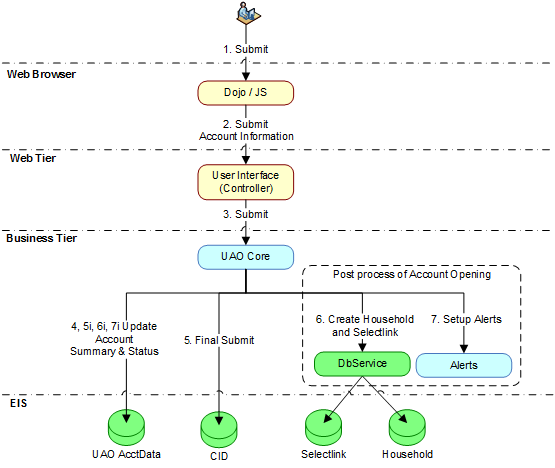 1. Submit
Web Browser
Dojo / JS
2. Submit
Account Information
Web Tier
User Interface
(Controller)
3. Submit
Business Tier
UAO Core
Post process of Account Opening
4, 5i, 6i, 7i Update
Account
Summary & Status
5. Final Submit
6. Create Household
and Selectlink
7. Setup Alerts
DbService
Alerts
EIS
UAO AcctData
CID
Selectlink
Household